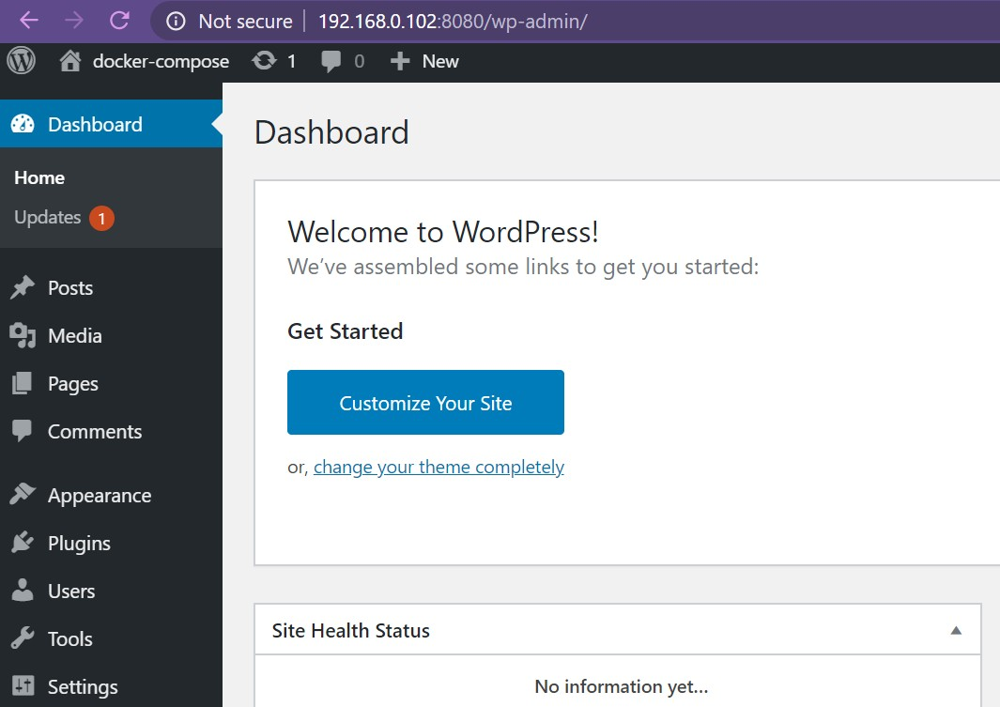 Not secure 192.168.0.102:8080/wp-admin/
docker-compose 1 0 New
Dashboard
Home
Updates 1
Posts
Media
Pages
Comments
Appearance
Plugins
Users
Tools
Settings
Dashboard
Welcome to WordPress!
We’ve assembled some links to get you started:
Get Started
Customize Your Site
or, change your theme completely
Site Health Status
No information yet...